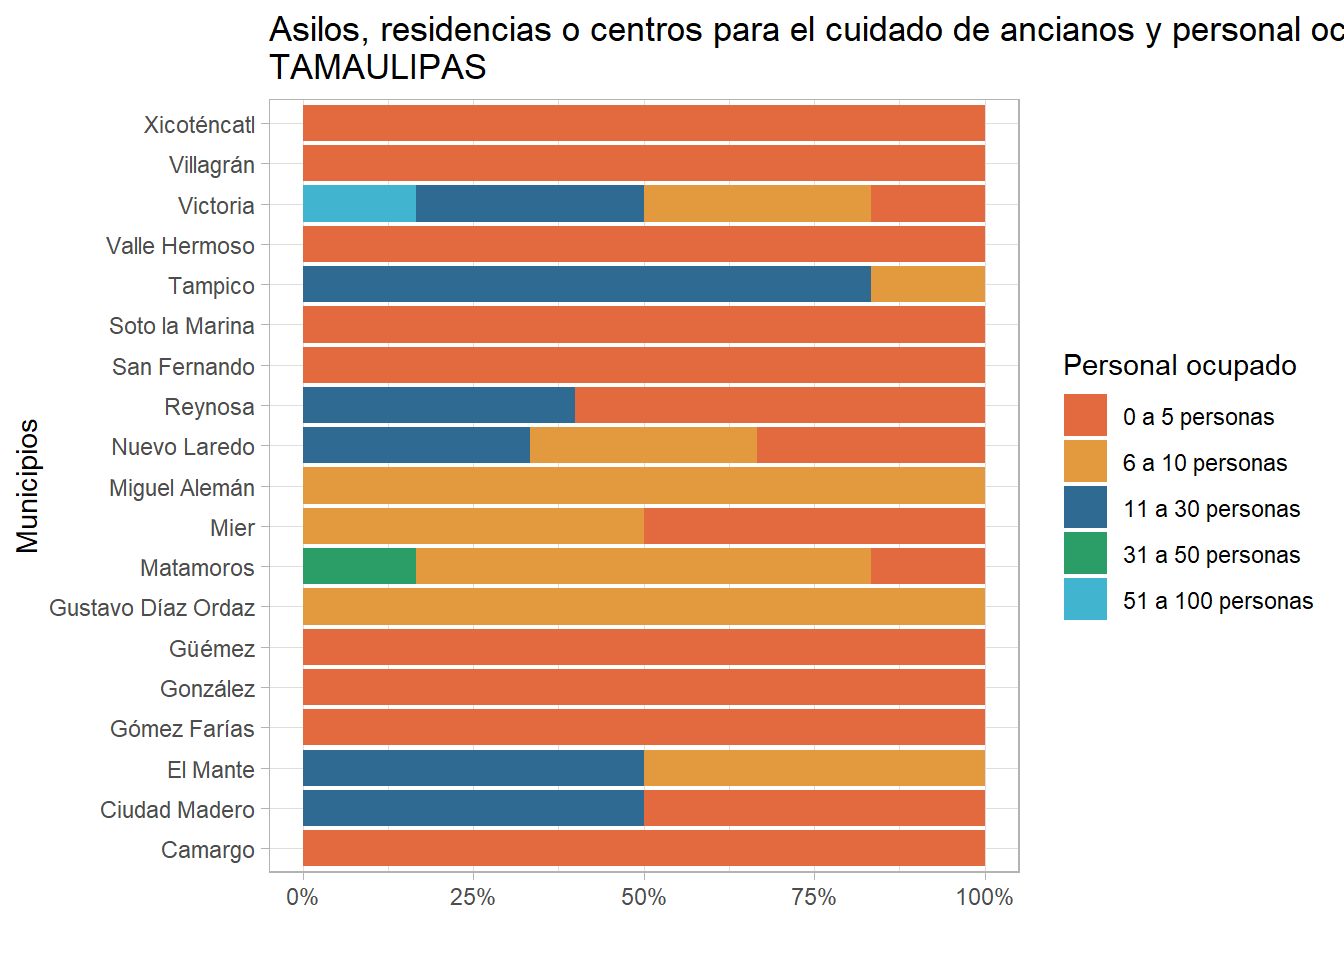 Asilos, residencias o centros para el cuidado de ancianos y personal oc
TAMAULIPAS
Xicoténcatl
Villagrán
Victoria
Valle Hermoso
Tampico
Soto la Marina
San Fernando
Reynosa
Nuevo Laredo
Miguel Alemán
Mier
Matamoros
Gustavo Díaz Ordaz
Güémez
González
Gómez Farías
El Mante
Ciudad Madero
Camargo
Municipios
0% 25% 50% 75% 100%
Personal ocupado
0 a 5 personas
6 a 10 personas
11 a 30 personas
31 a 50 personas
51 a 100 personas